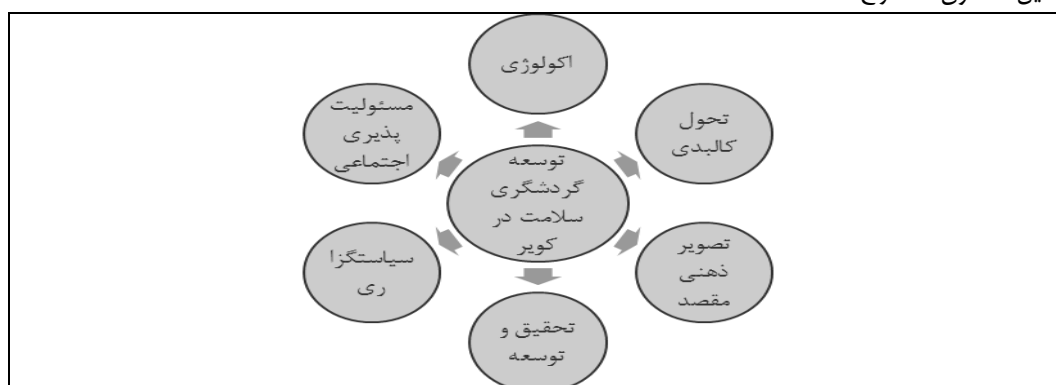 اکولوژی
تحول
کالبدی
تصویر
ذهنی
مقصد
تحقیق و
توسعه
سیاستگزا
ری
مسئولیت
پذیری
اجتماعی
توسعه
گردشگری
سلامت در
کویر